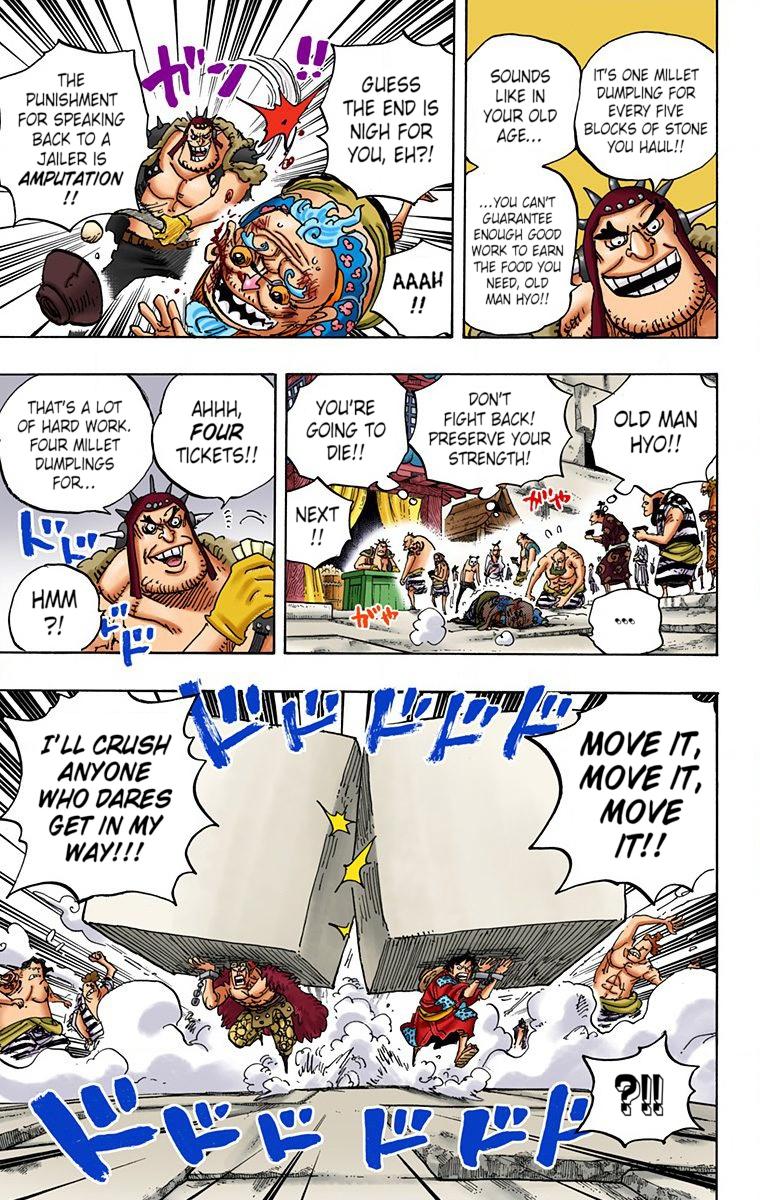 IT'S ONE MILLET
DUMPLING FOR
EVERY FIVE
BLOCKS OF STONE
YOU HAUL!!
SOUNDS
LIKE IN
YOUR OLD
AGE...
...YOU CAN'T
GUARANTEE
ENOUGH GOOD
WORK TO EARN
THE FOOD YOU
NEED, OLD
MAN HYO!!
GUESS
THE END IS
NIGH FOR
YOU, EH?!
ガン!!
THE
PUNISHMENT
FOR SPEAKING
BACK TO A
JAILER IS
AMPUTATION
!!
AAAH
!!
OLD MAN
HYO!!
DON'T
FIGHT BACK!
PRESERVE YOUR
STRENGTH!
YOU'RE
GOING TO
DIE!!
NEXT
!!
ガヤ
ガヤ
...
AHHH,
FOUR
TICKETS!!
THAT'S A LOT
OF HARD WORK.
FOUR MILLET
DUMPLINGS
FOR...
ドド
HMM
?!
ドド
ドドドドド
MOVE IT,
MOVE IT,
MOVE
IT!!
I'LL CRUSH
ANYONE
WHO DARES
GET IN MY
WAY!!!
?!!
ドドドドドド